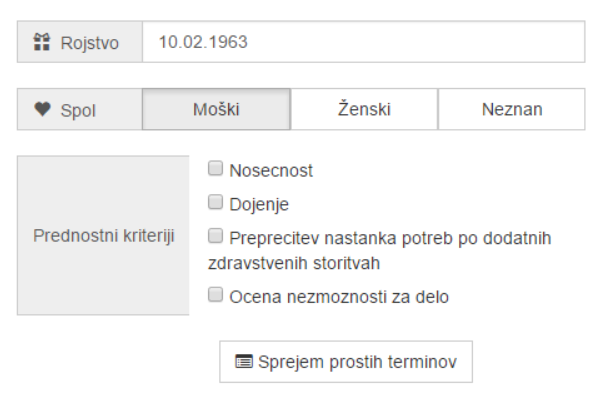 Rojstvo 10.02.1963
Spol Moški Ženski Neznan
Prednostni kriteriji
Nosecnost
Dojenje
Preprecitev nastanka potreb po dodatnih
zdravstvenih storitvah
Ocena nezmoznosti za delo
Sprejem prostih terminov